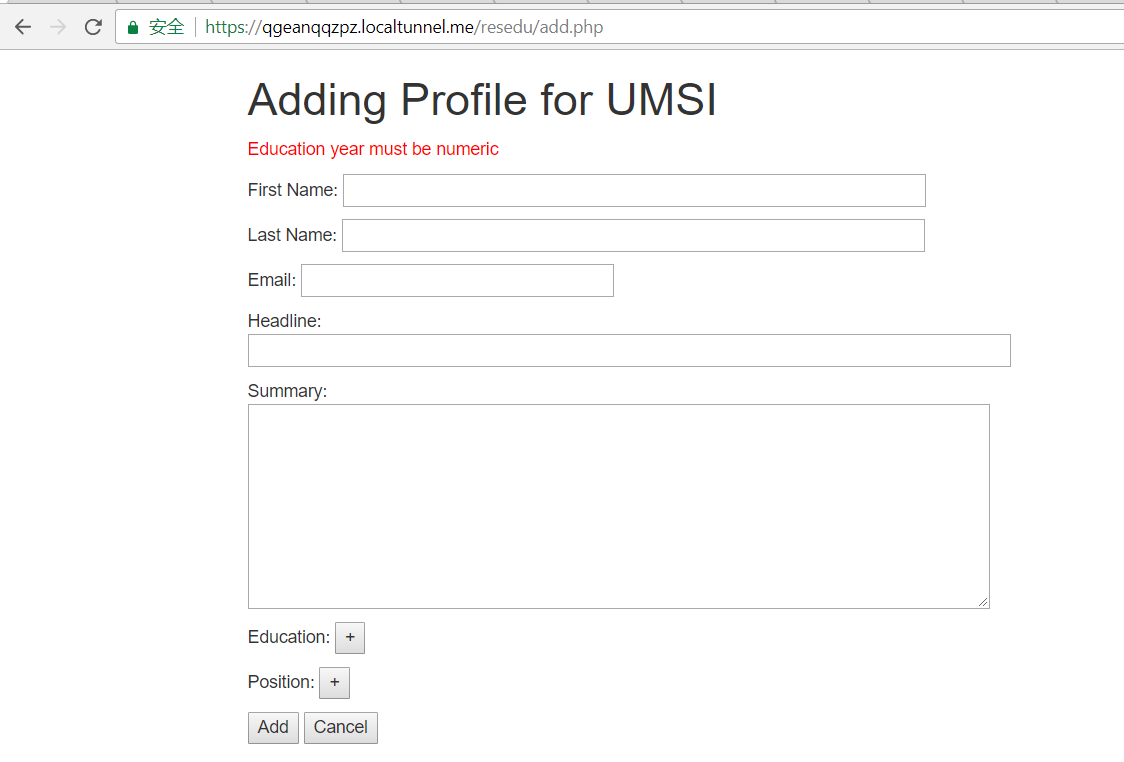 安全 https://qgeanqqzpz.localtunnel.me/resedu/add.php
Adding Profile for UMSI
Education year must be numeric
First Name:
Last Name:
Email:
Headline:
Summary:
Education: +
Position: +
Add Cancel